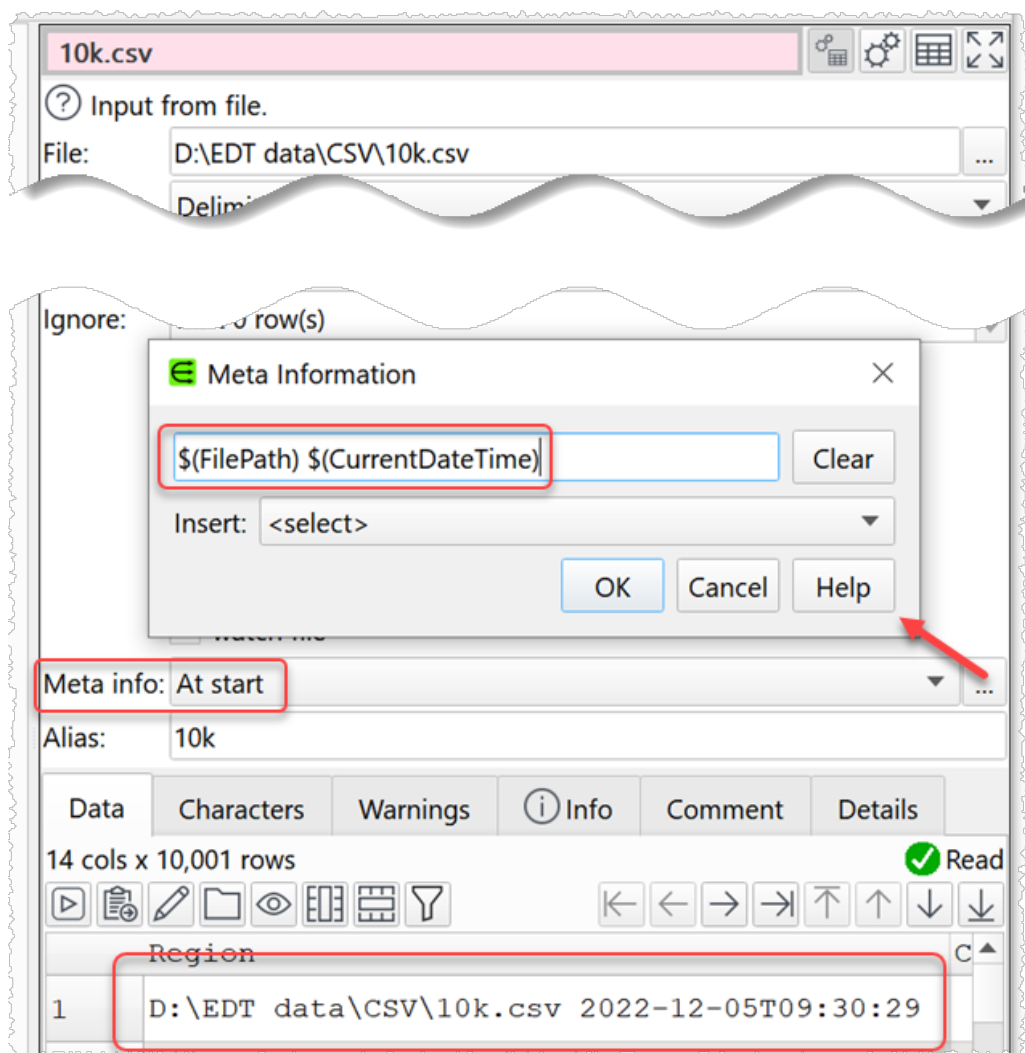 10k.csv
Input from file.
File: D:\EDT data\CSV\10k.csv ...
Ignore: row(s)
Meta Information
$(FilePath) $(CurrentDateTime) Clear
Insert: <select>
OK Cancel Help
Meta info: At start ...
Alias: 10k
Data Characters Warnings Info Comment Details
14 cols x 10,001 rows Read
Region C
1 D:\EDT data\CSV\10k.csv 2022-12-05T09:30:29